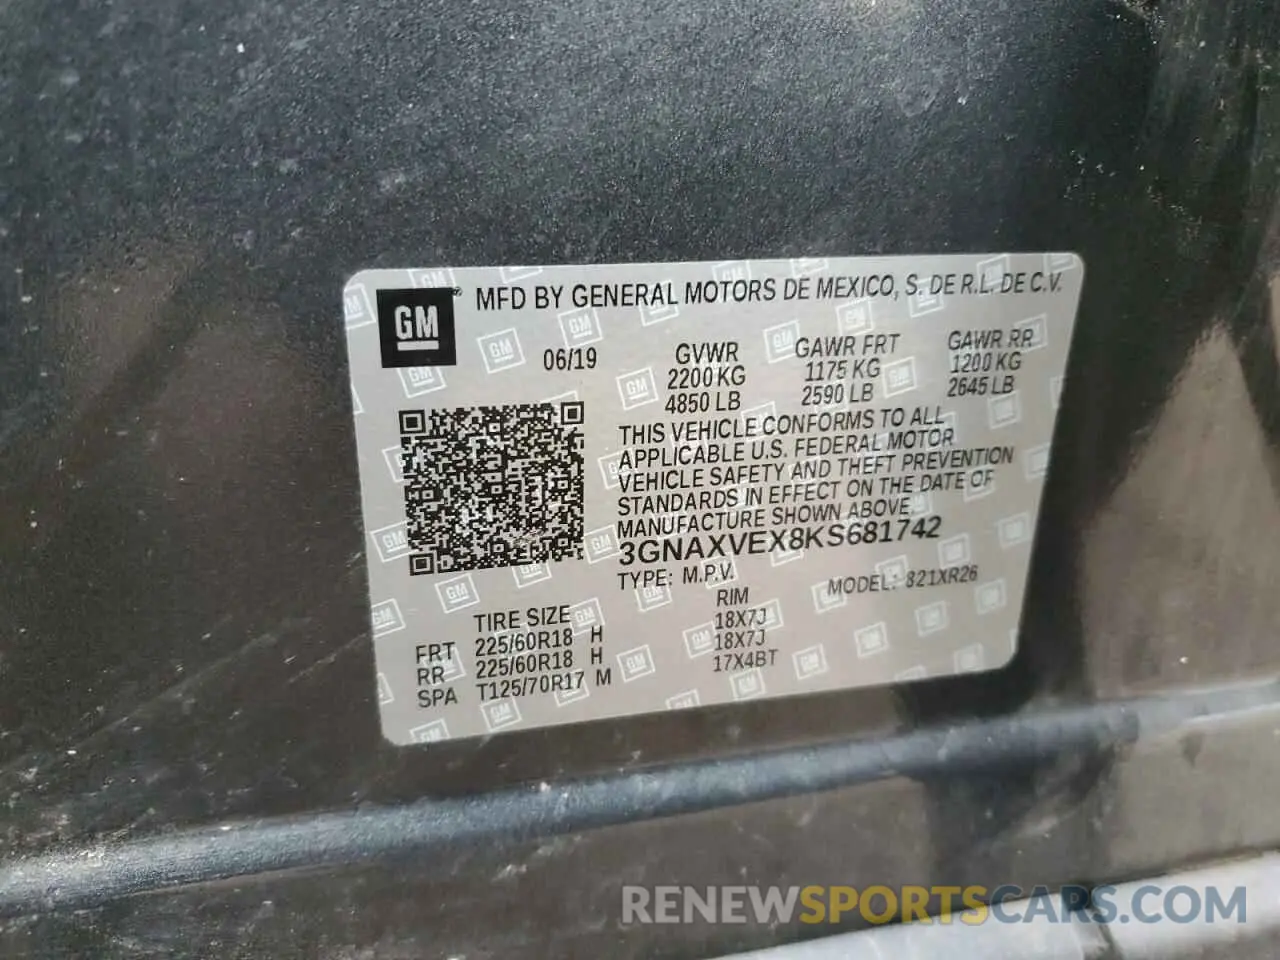 GM MFD BY GENERAL MOTORS DE MEXICO, S. DE R.L. DE C.V.
06/19 GVWR GAWR FRT GAWR RR
2200 KG 1175 KG 1200 KG
4850 LB 2590 LB 2645 LB
THIS VEHICLE CONFORMS TO ALL
APPLICABLE U.S. FEDERAL MOTOR
VEHICLE SAFETY AND THEFT PREVENTION
STANDARDS IN EFFECT ON THE DATE OF
MANUFACTURE SHOWN ABOVE.
3GNAXVEX8KS681742
TYPE: M.P.V. MODEL: 821XR26
TIRE SIZE RIM
FRT 225/60R18 H 18X7J
RR 225/60R18 H 18X7J
SPA T125/70R17 M 17X4BT
RENEWSPORTSCARS.COM